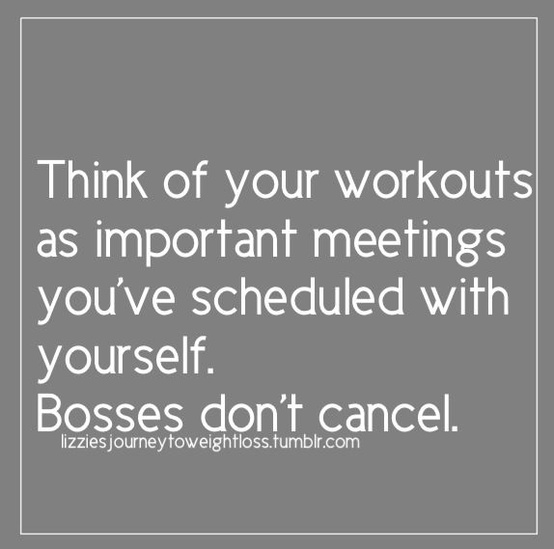 Think of your workouts
as important meetings
you've scheduled with
yourself.
Bosses don't cancel.
lizziesjourneytoweightloss.tumblr.com